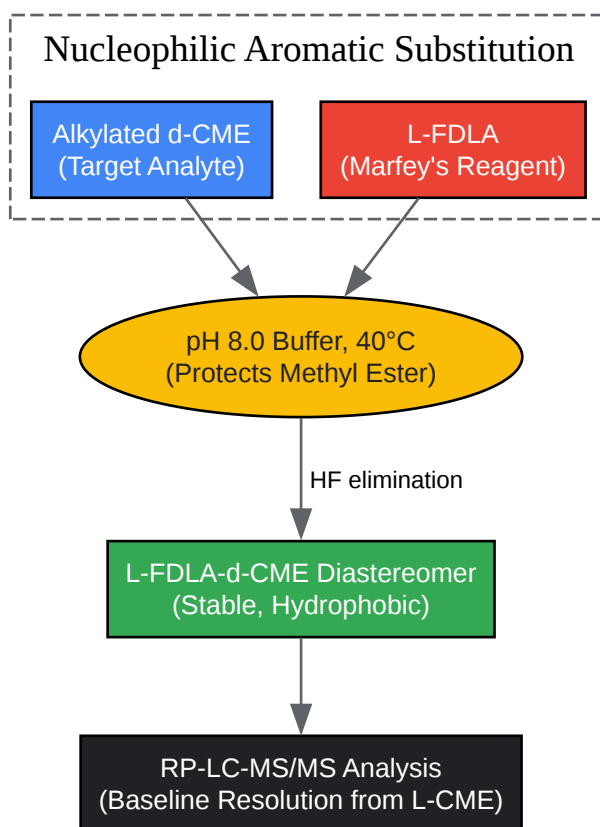 Nucleophilic Aromatic Substitution
Alkylated d-CME
(Target Analyte)
L-FDLA
(Marfey's Reagent)
pH 8.0 Buffer, 40°C
(Protects Methyl Ester)
HF elimination
L-FDLA-d-CME Diastereomer
(Stable, Hydrophobic)
RP-LC-MS/MS Analysis
(Baseline Resolution from L-CME)